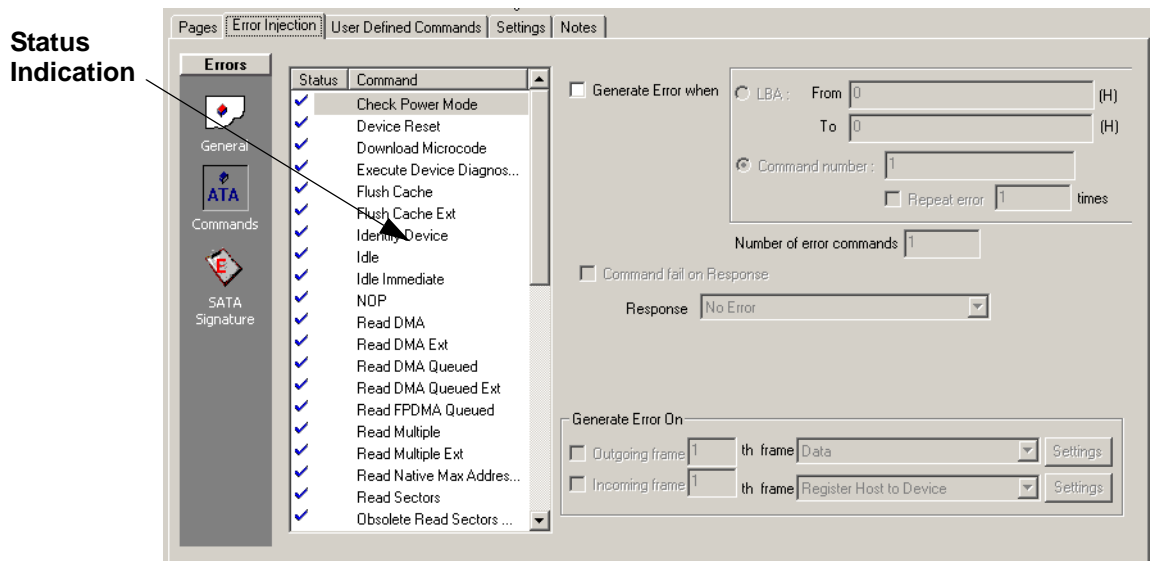 Status
Indication
Pages
Error Injection
User Defined Commands
Settings
Notes
Errors
General
ATA
Commands
E
SATA
Signature
Status Command
Check Power Mode
Device Reset
Download Microcode
Execute Device Diagnos...
Flush Cache
Flush Cache Ext
Identify Device
Idle
Idle Immediate
NOP
Read DMA
Read DMA Ext
Read DMA Queued
Read DMA Queued Ext
Read FPDMA Queued
Read Multiple
Read Multiple Ext
Read Native Max Addres...
Read Sectors
Obsolete Read Sectors ...
Generate Error when
LBA : From 0 (H)
To 0 (H)
Command number : 1
Repeat error 1 times
Number of error commands 1
Command fail on Response
Response No Error
Generate Error On
Outgoing frame 1 th frame Data Settings
Incoming frame 1 th frame Register Host to Device Settings